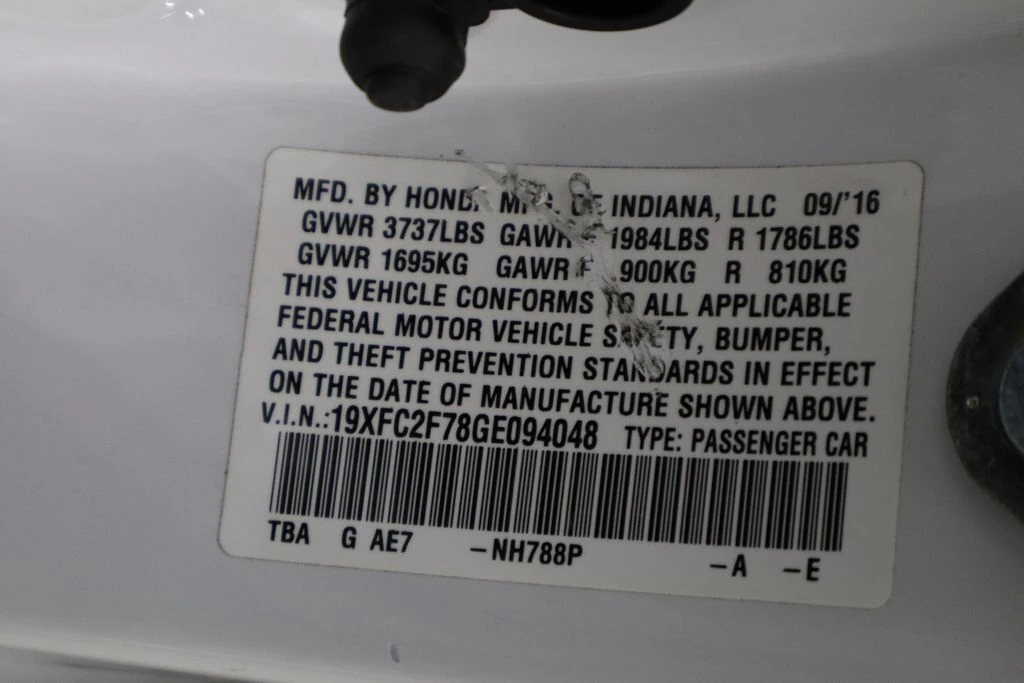 MFD. BY HONDA MFG. OF INDIANA, LLC 09/'16
GVWR 3737LBS GAWR F 1984LBS R 1786LBS
GVWR 1695KG GAWR F 900KG R 810KG
THIS VEHICLE CONFORMS TO ALL APPLICABLE
FEDERAL MOTOR VEHICLE SAFETY, BUMPER,
AND THEFT PREVENTION STANDARDS IN EFFECT
ON THE DATE OF MANUFACTURE SHOWN ABOVE.
V.I.N.:19XFC2F78GE094048 TYPE: PASSENGER CAR
TBA G AE7 -NH788P -A -E